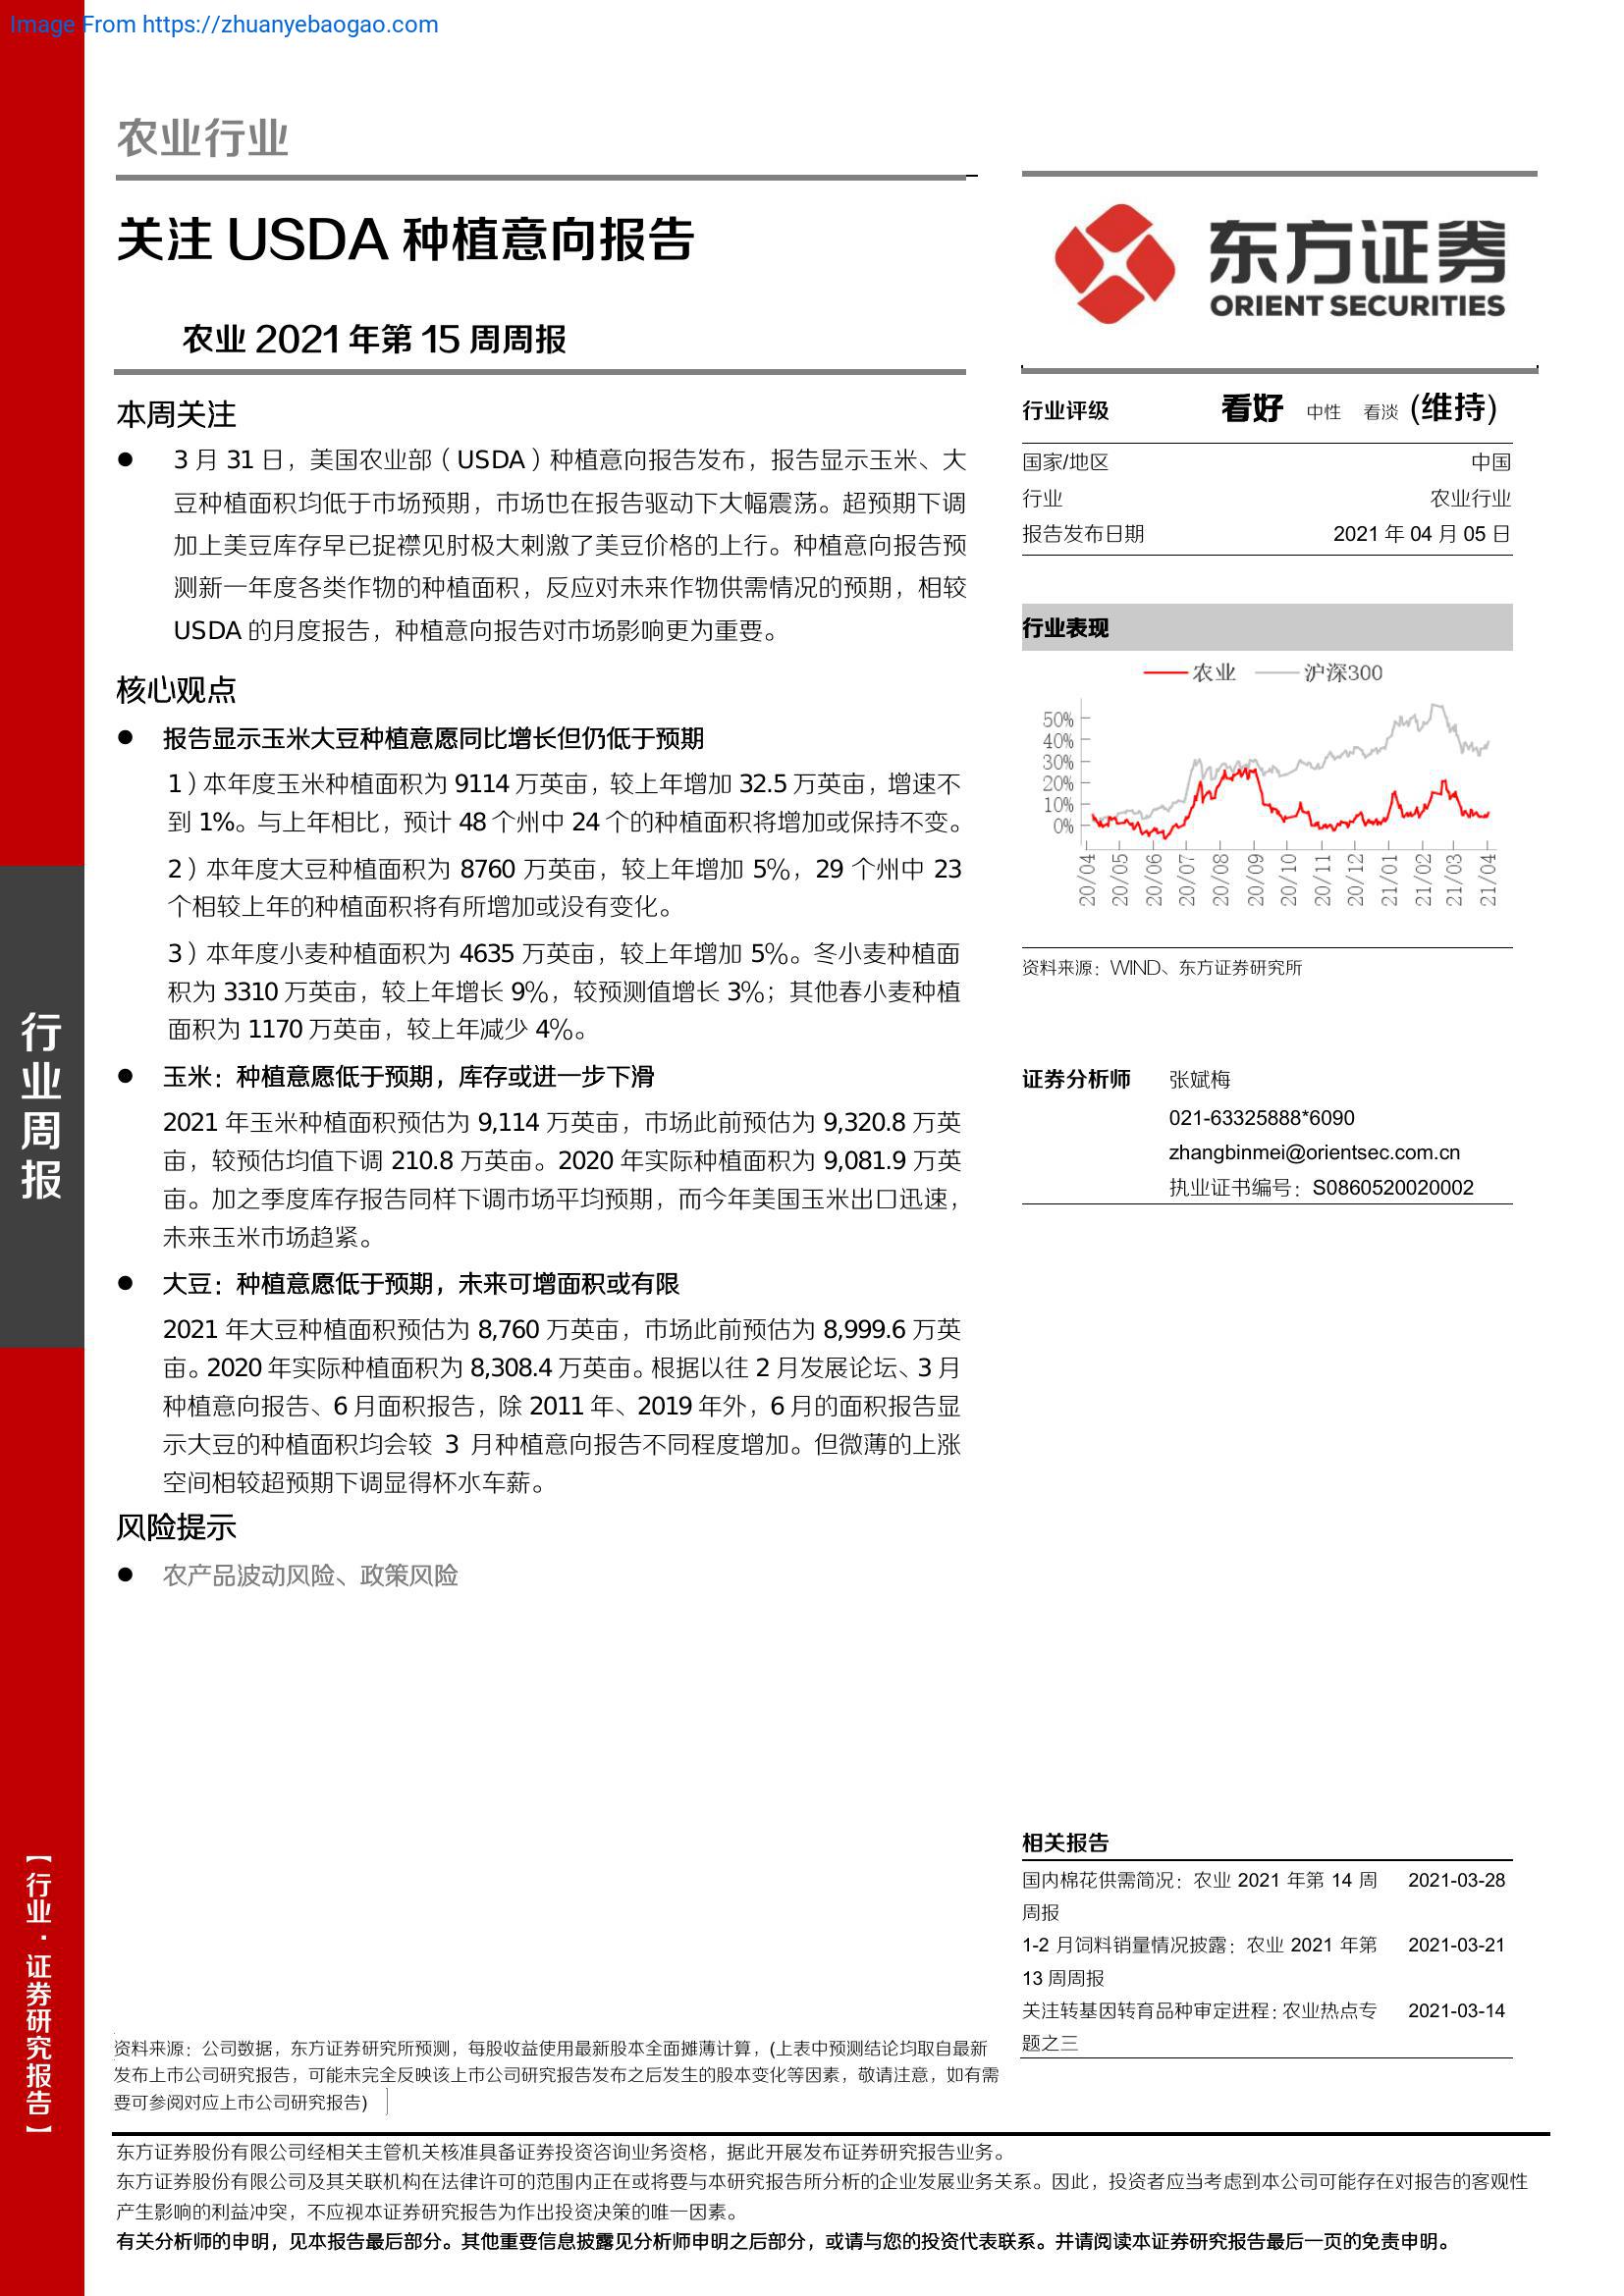 Image From https://zhuanyebaogao.com
农业行业
关注 USDA 种植意向报告
农业 2021 年第 15 周周报
本周关注
● 3 月 31 日，美国农业部（USDA）种植意向报告发布，报告显示玉米、大
豆种植面积均低于市场预期，市场也在报告驱动下大幅震荡。超预期下调
加上美豆库存早已捉襟见肘极大刺激了美豆价格的上行。种植意向报告预
测新一年度各类作物的种植面积，反应对未来作物供需情况的预期，相较
USDA 的月度报告，种植意向报告对市场影响更为重要。
核心观点
● 报告显示玉米大豆种植意愿同比增长但仍低于预期
1）本年度玉米种植面积为 9114 万英亩，较上年增加 32.5 万英亩，增速不
到 1%。与上年相比，预计 48 个州中 24 个的种植面积将增加或保持不变。
2）本年度大豆种植面积为 8760 万英亩，较上年增加 5%，29 个州中 23
个相较上年的种植面积将有所增加或没有变化。
3）本年度小麦种植面积为 4635 万英亩，较上年增加 5%。冬小麦种植面
积为 3310 万英亩，较上年增长 9%，较预测值增长 3%；其他春小麦种植
面积为 1170 万英亩，较上年减少 4%。
● 玉米：种植意愿低于预期，库存或进一步下滑
2021 年玉米种植面积预估为 9,114 万英亩，市场此前预估为 9,320.8 万英
亩，较预估均值下调 210.8 万英亩。2020 年实际种植面积为 9,081.9 万英
亩。加之季度库存报告同样下调市场平均预期，而今年美国玉米出口迅速，
未来玉米市场趋紧。
● 大豆：种植意愿低于预期，未来可增面积或有限
2021 年大豆种植面积预估为 8,760 万英亩，市场此前预估为 8,999.6 万英
亩。2020 年实际种植面积为 8,308.4 万英亩。根据以往 2 月发展论坛、3 月
种植意向报告、6 月面积报告，除 2011 年、2019 年外，6 月的面积报告显
示大豆的种植面积均会较 3 月种植意向报告不同程度增加。但微薄的上涨
空间相较超预期下调显得杯水车薪。
风险提示
● 农产品波动风险、政策风险
东方证券
ORIENT SECURITIES
行业评级 看好 中性 看淡 (维持)
国家/地区 中国
行业 农业行业
报告发布日期 2021 年 04 月 05 日
行业表现
农业 沪深300
50%
40%
30%
20%
10%
0%
20/04 20/05 20/06 20/07 20/08 20/09 20/10 20/11 20/12 21/01 21/02 21/03 21/04
资料来源：WIND、东方证券研究所
证券分析师 张斌梅
021-63325888*6090
zhangbinmei@orientsec.com.cn
执业证书编号：S0860520020002
相关报告
国内棉花供需简况：农业 2021 年第 14 周 2021-03-28
周报
1-2 月饲料销量情况披露：农业 2021 年第 2021-03-21
13 周周报
关注转基因转育品种审定进程：农业热点专 2021-03-14
题之三
行业周报
【行业·证券研究报告】
资料来源：公司数据，东方证券研究所预测，每股收益使用最新股本全面摊薄计算，(上表中预测结论均取自最新
发布上市公司研究报告，可能未完全反映该上市公司研究报告发布之后发生的股本变化等因素，敬请注意，如有需
要可参阅对应上市公司研究报告)
东方证券股份有限公司经相关主管机关核准具备证券投资咨询业务资格，据此开展发布证券研究报告业务。
东方证券股份有限公司及其关联机构在法律许可的范围内正在或将要与本研究报告所分析的企业发展业务关系。因此，投资者应当考虑到本公司可能存在对报告的客观性
产生影响的利益冲突，不应视本证券研究报告为作出投资决策的唯一因素。
有关分析师的申明，见本报告最后部分。其他重要信息披露见分析师申明之后部分，或请与您的投资代表联系。并请阅读本证券研究报告最后一页的免责申明。